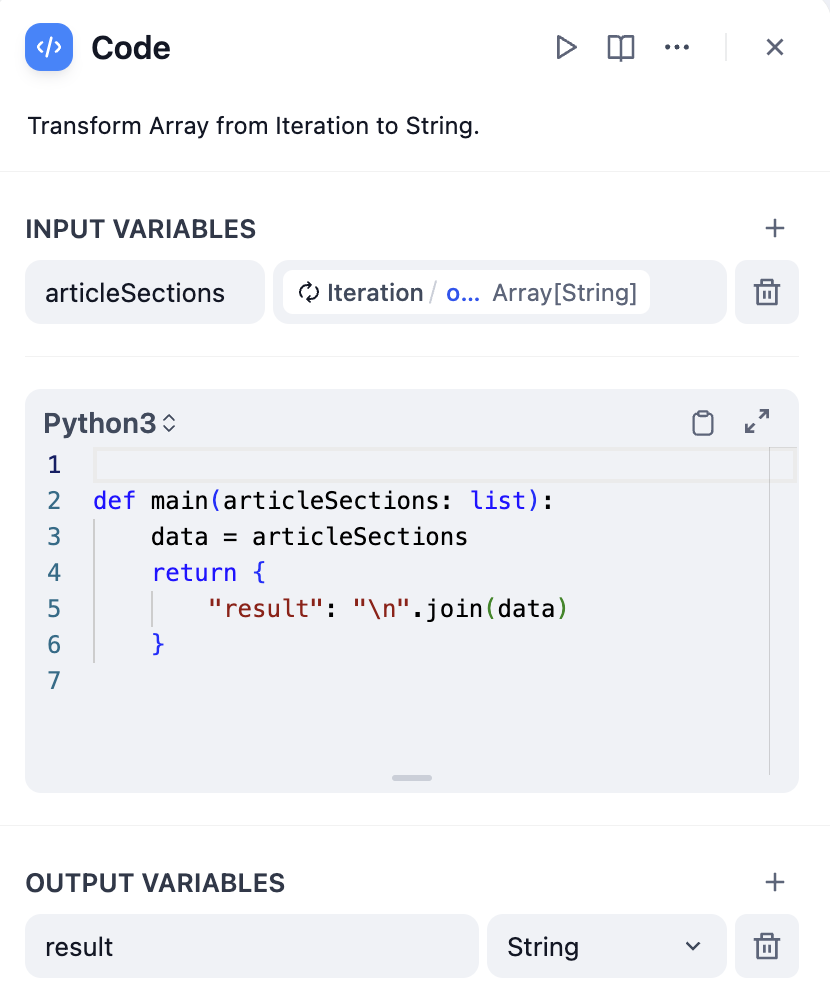 Code
Transform Array from Iteration to String.
INPUT VARIABLES
articleSections
Iteration / o... Array[String]
Python3
1
2 def main(articleSections: list):
3     data = articleSections
4     return {
5         "result": "\n".join(data)
6     }
7
OUTPUT VARIABLES
result
String